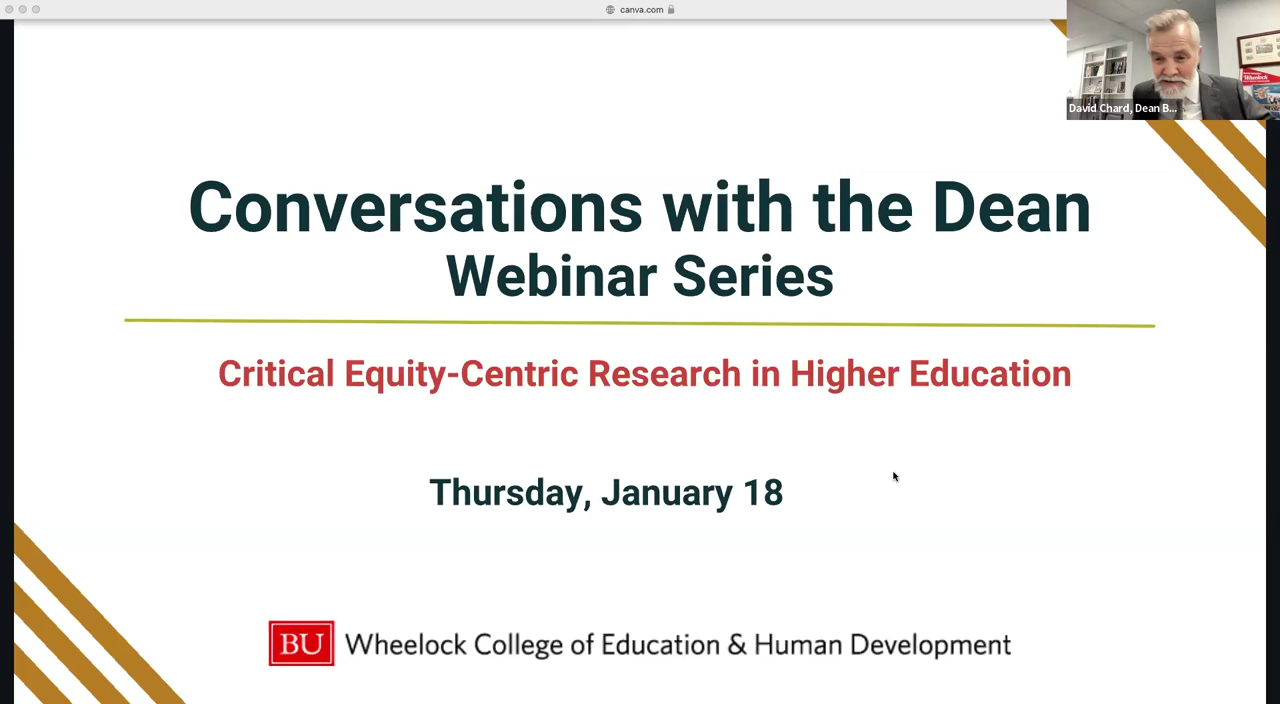 canva.com
David Chard, Dean B...
Wheelock
Conversations with the Dean
Webinar Series
Critical Equity-Centric Research in Higher Education
Thursday, January 18
BU Wheelock College of Education & Human Development